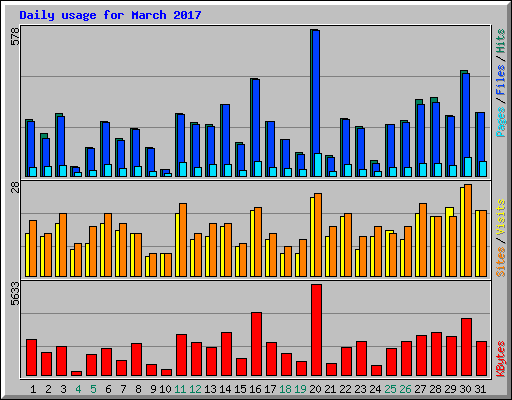 Daily usage for March 2017
578
Pages/Files/Hits
28
Sites/Visits
5633
KBytes
1 2 3 4 5 6 7 8 9 10 11 12 13 14 15 16 17 18 19 20 21 22 23 24 25 26 27 28 29 30 31